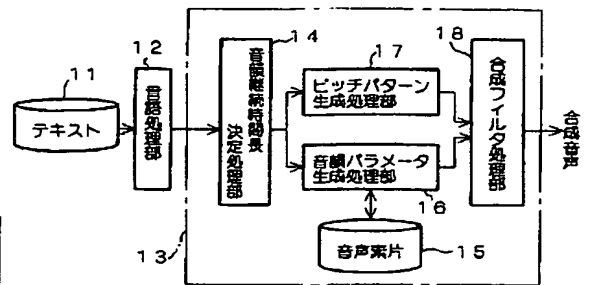 11
テキスト
12
言語処理部
13
14
音韻継続時間長
決定処理部
17
ピッチパターン
生成処理部
音韻パラメータ
生成処理部
16
音声素片
15
18
合成フィルタ処理部
合成音声